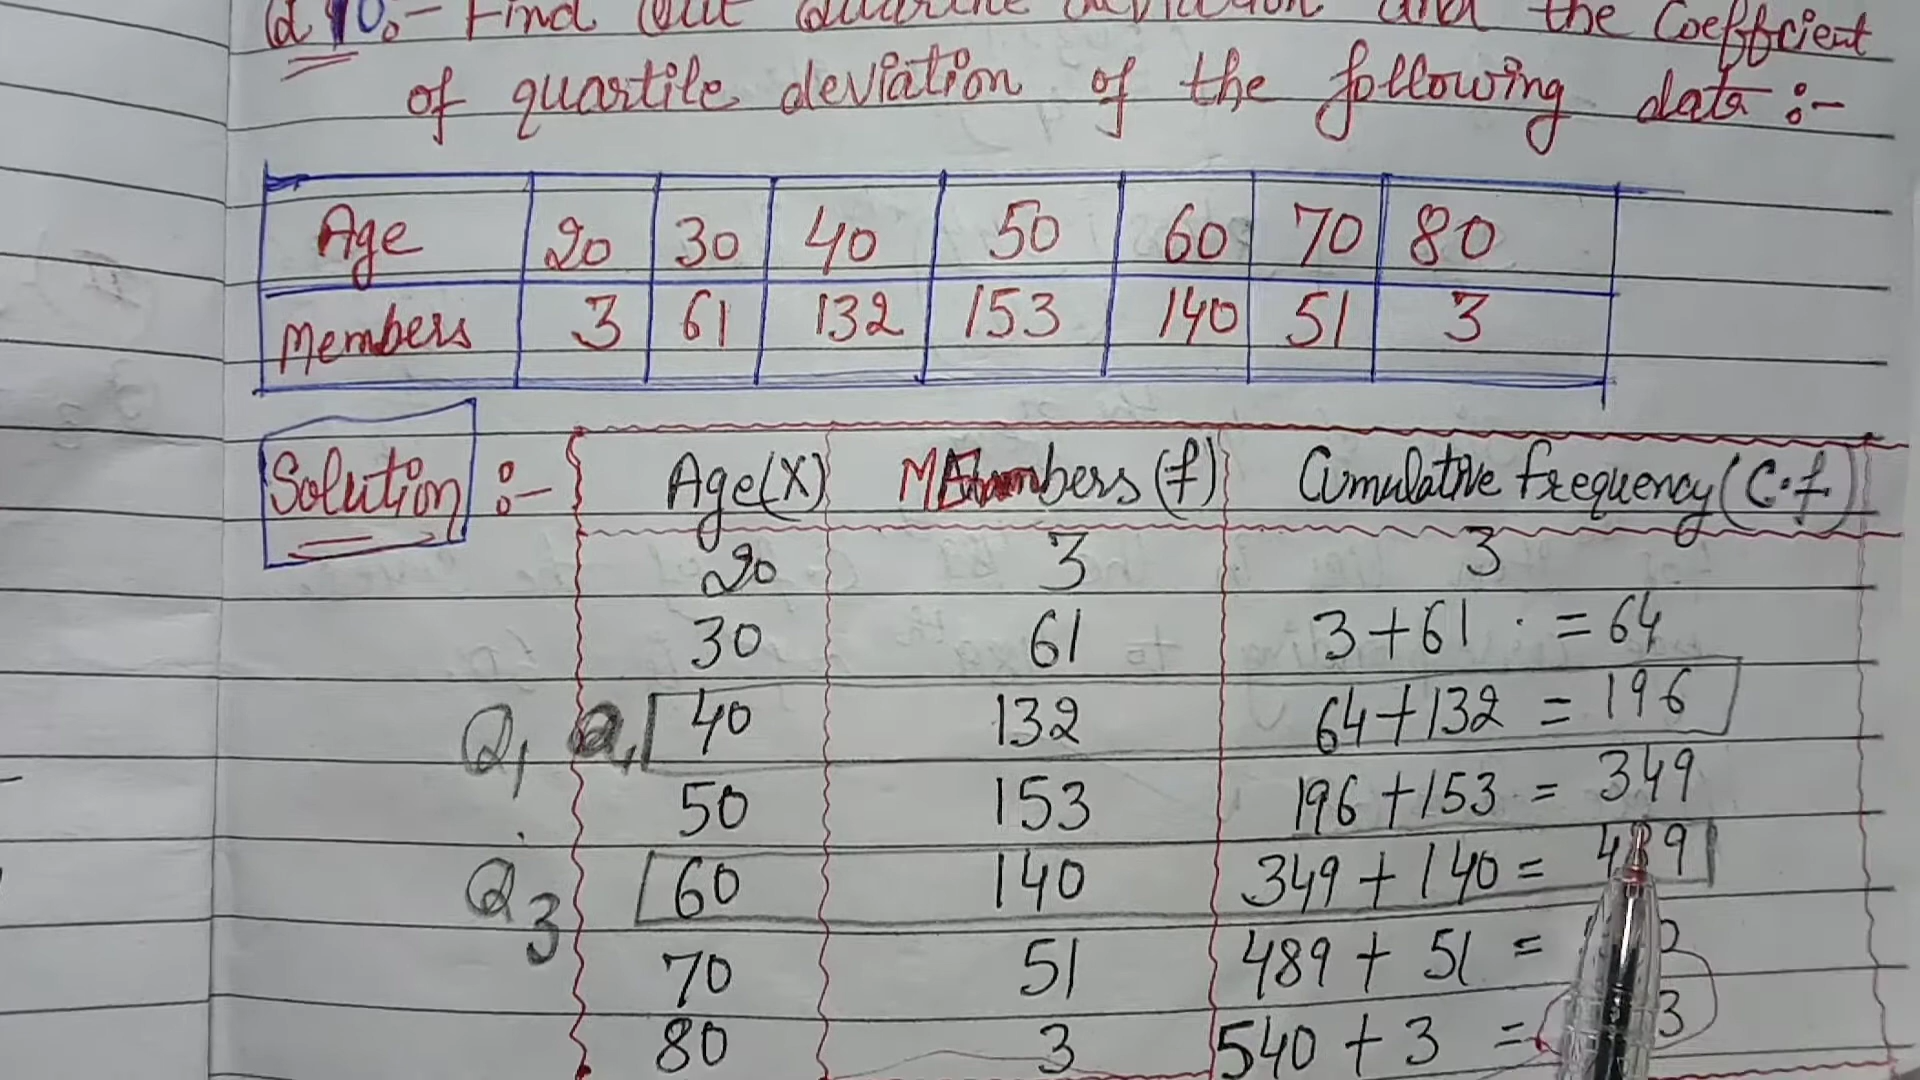 Q 10:- Find out quartile deviation and the Coefficient
of quartile deviation of the following data :-
Age 20 30 40 50 60 70 80
Members 3 61 132 153 140 51 3
Solution :- Age(X) Members (f) Cumulative frequency (C.f.)
20 3 3
30 61 3+61 = 64
Q1 Q1 40 132 64+132 = 196
50 153 196+153 = 349
Q3 60 140 349+140 = 489
70 51 489+51 =
80 3 540+3 =